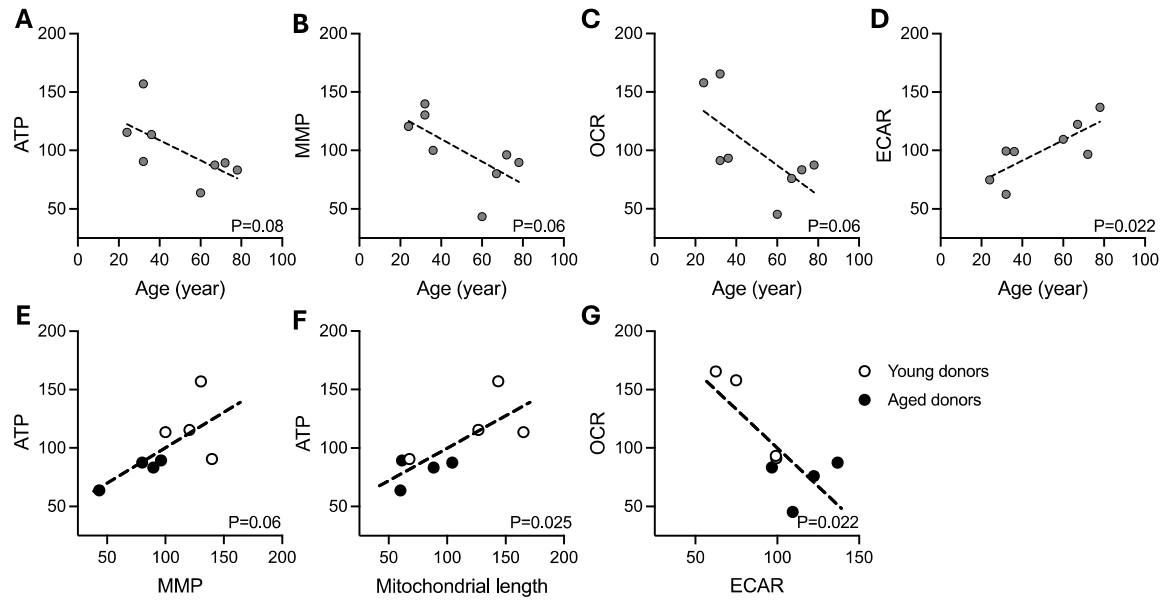 A
B
C
D
200
150
100
50
ATP
P=0.08
0 20 40 60 80 100
Age (year)
200
150
100
50
MMP
P=0.06
0 20 40 60 80 100
Age (year)
200
150
100
50
OCR
P=0.06
0 20 40 60 80 100
Age (year)
200
150
100
50
ECAR
P=0.022
0 20 40 60 80 100
Age (year)
E
F
G
200
150
100
50
ATP
P=0.06
50 100 150 200
MMP
200
150
100
50
ATP
P=0.025
50 100 150 200
Mitochondrial length
200
150
100
50
OCR
P=0.022
50 100 150
ECAR
Young donors
Aged donors